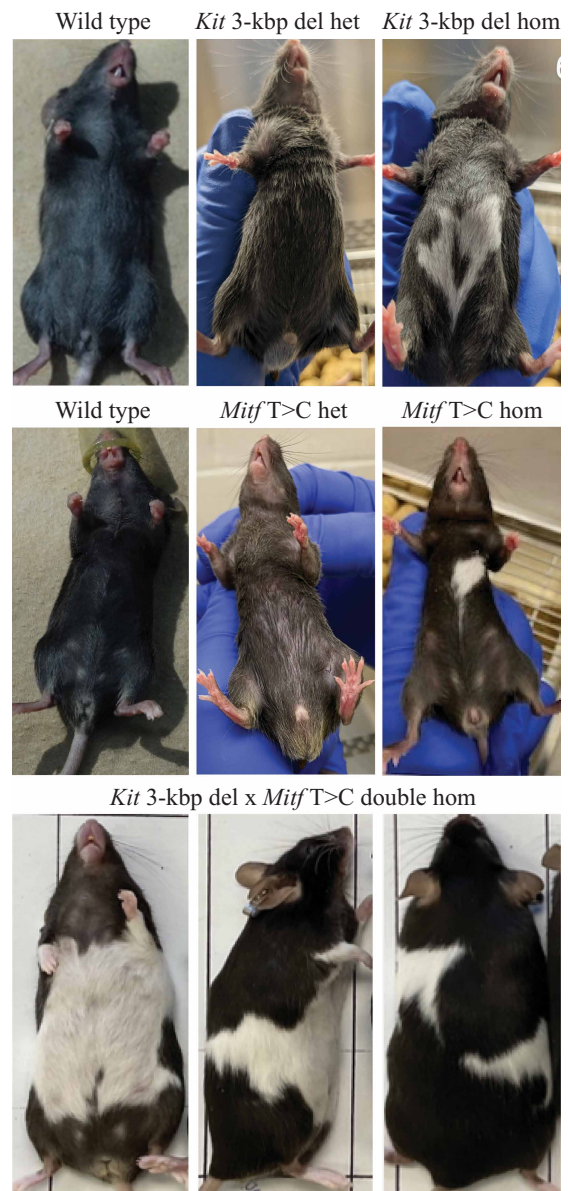 Wild type Kit 3-kbp del het Kit 3-kbp del hom
Wild type Mitf T>C het Mitf T>C hom
Kit 3-kbp del x Mitf T>C double hom